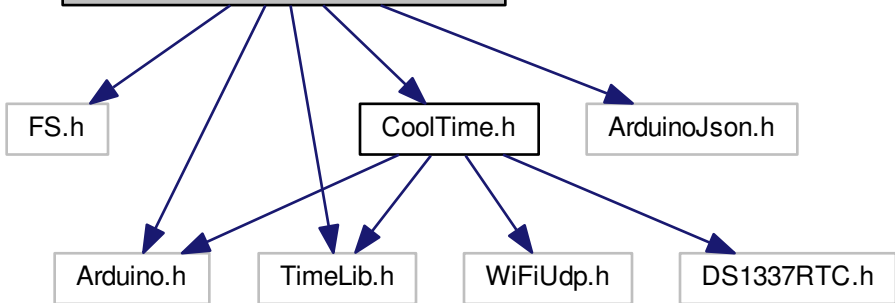 FS.h
CoolTime.h
ArduinoJson.h
Arduino.h
TimeLib.h
WiFiUdp.h
DS1337RTC.h